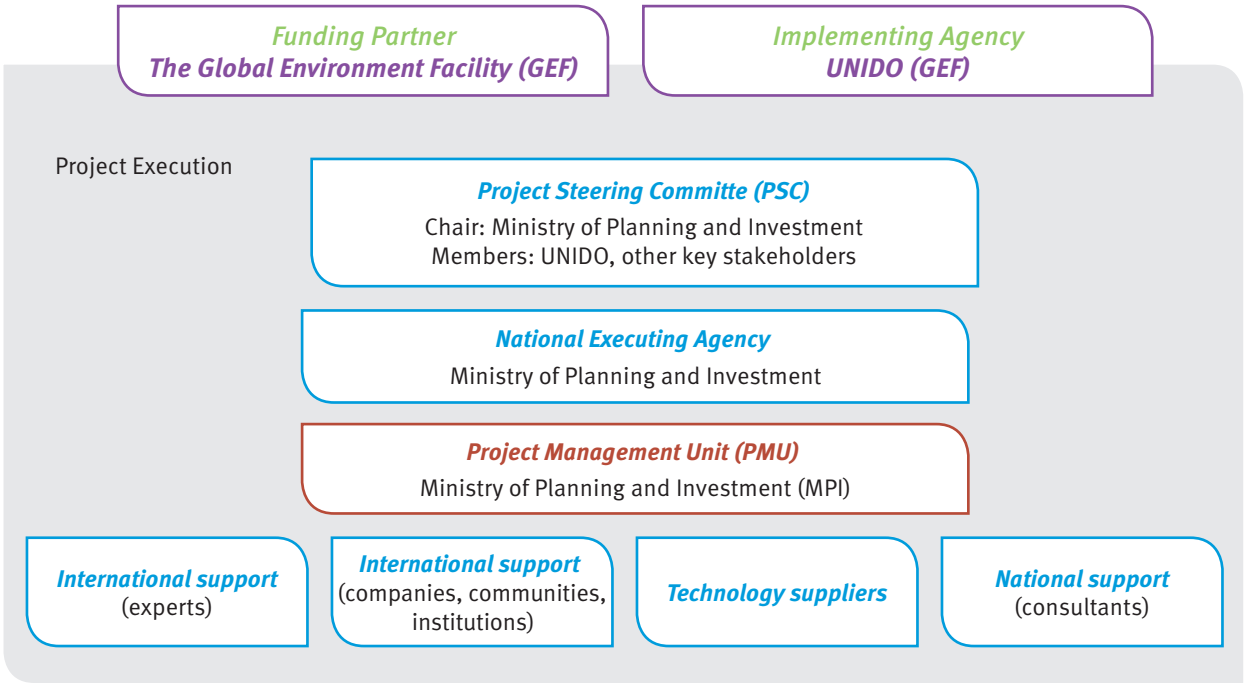 Funding Partner
The Global Environment Facility (GEF)
Implementing Agency
UNIDO (GEF)
Project Execution
Project Steering Committe (PSC)
Chair: Ministry of Planning and Investment
Members: UNIDO, other key stakeholders
National Executing Agency
Ministry of Planning and Investment
Project Management Unit (PMU)
Ministry of Planning and Investment (MPI)
International support
(experts)
International support
(companies, communities,
institutions)
Technology suppliers
National support
(consultants)